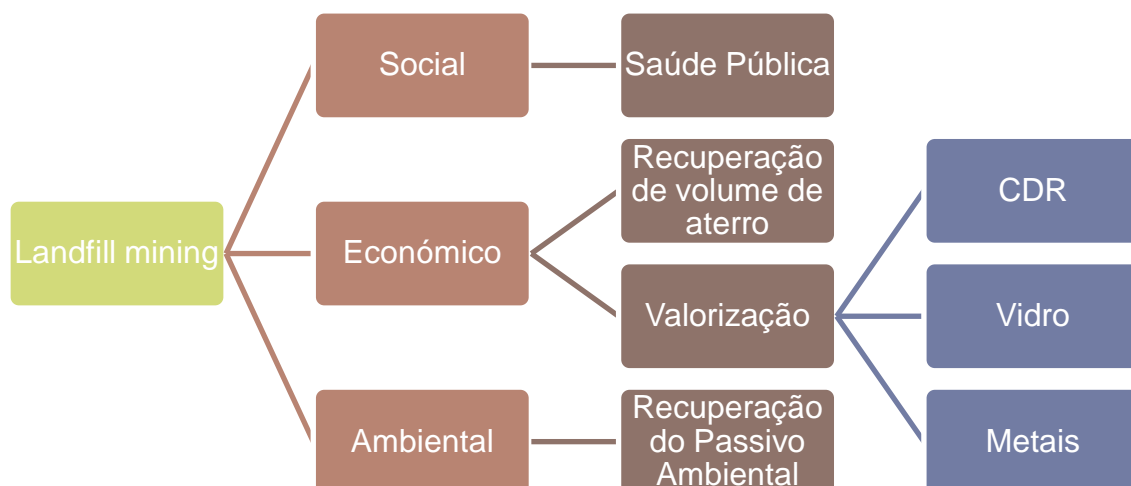 Landfill mining
Social
Saúde Pública
Económico
Recuperação
de volume de
aterro
Valorização
CDR
Vidro
Metais
Ambiental
Recuperação
do Passivo
Ambiental